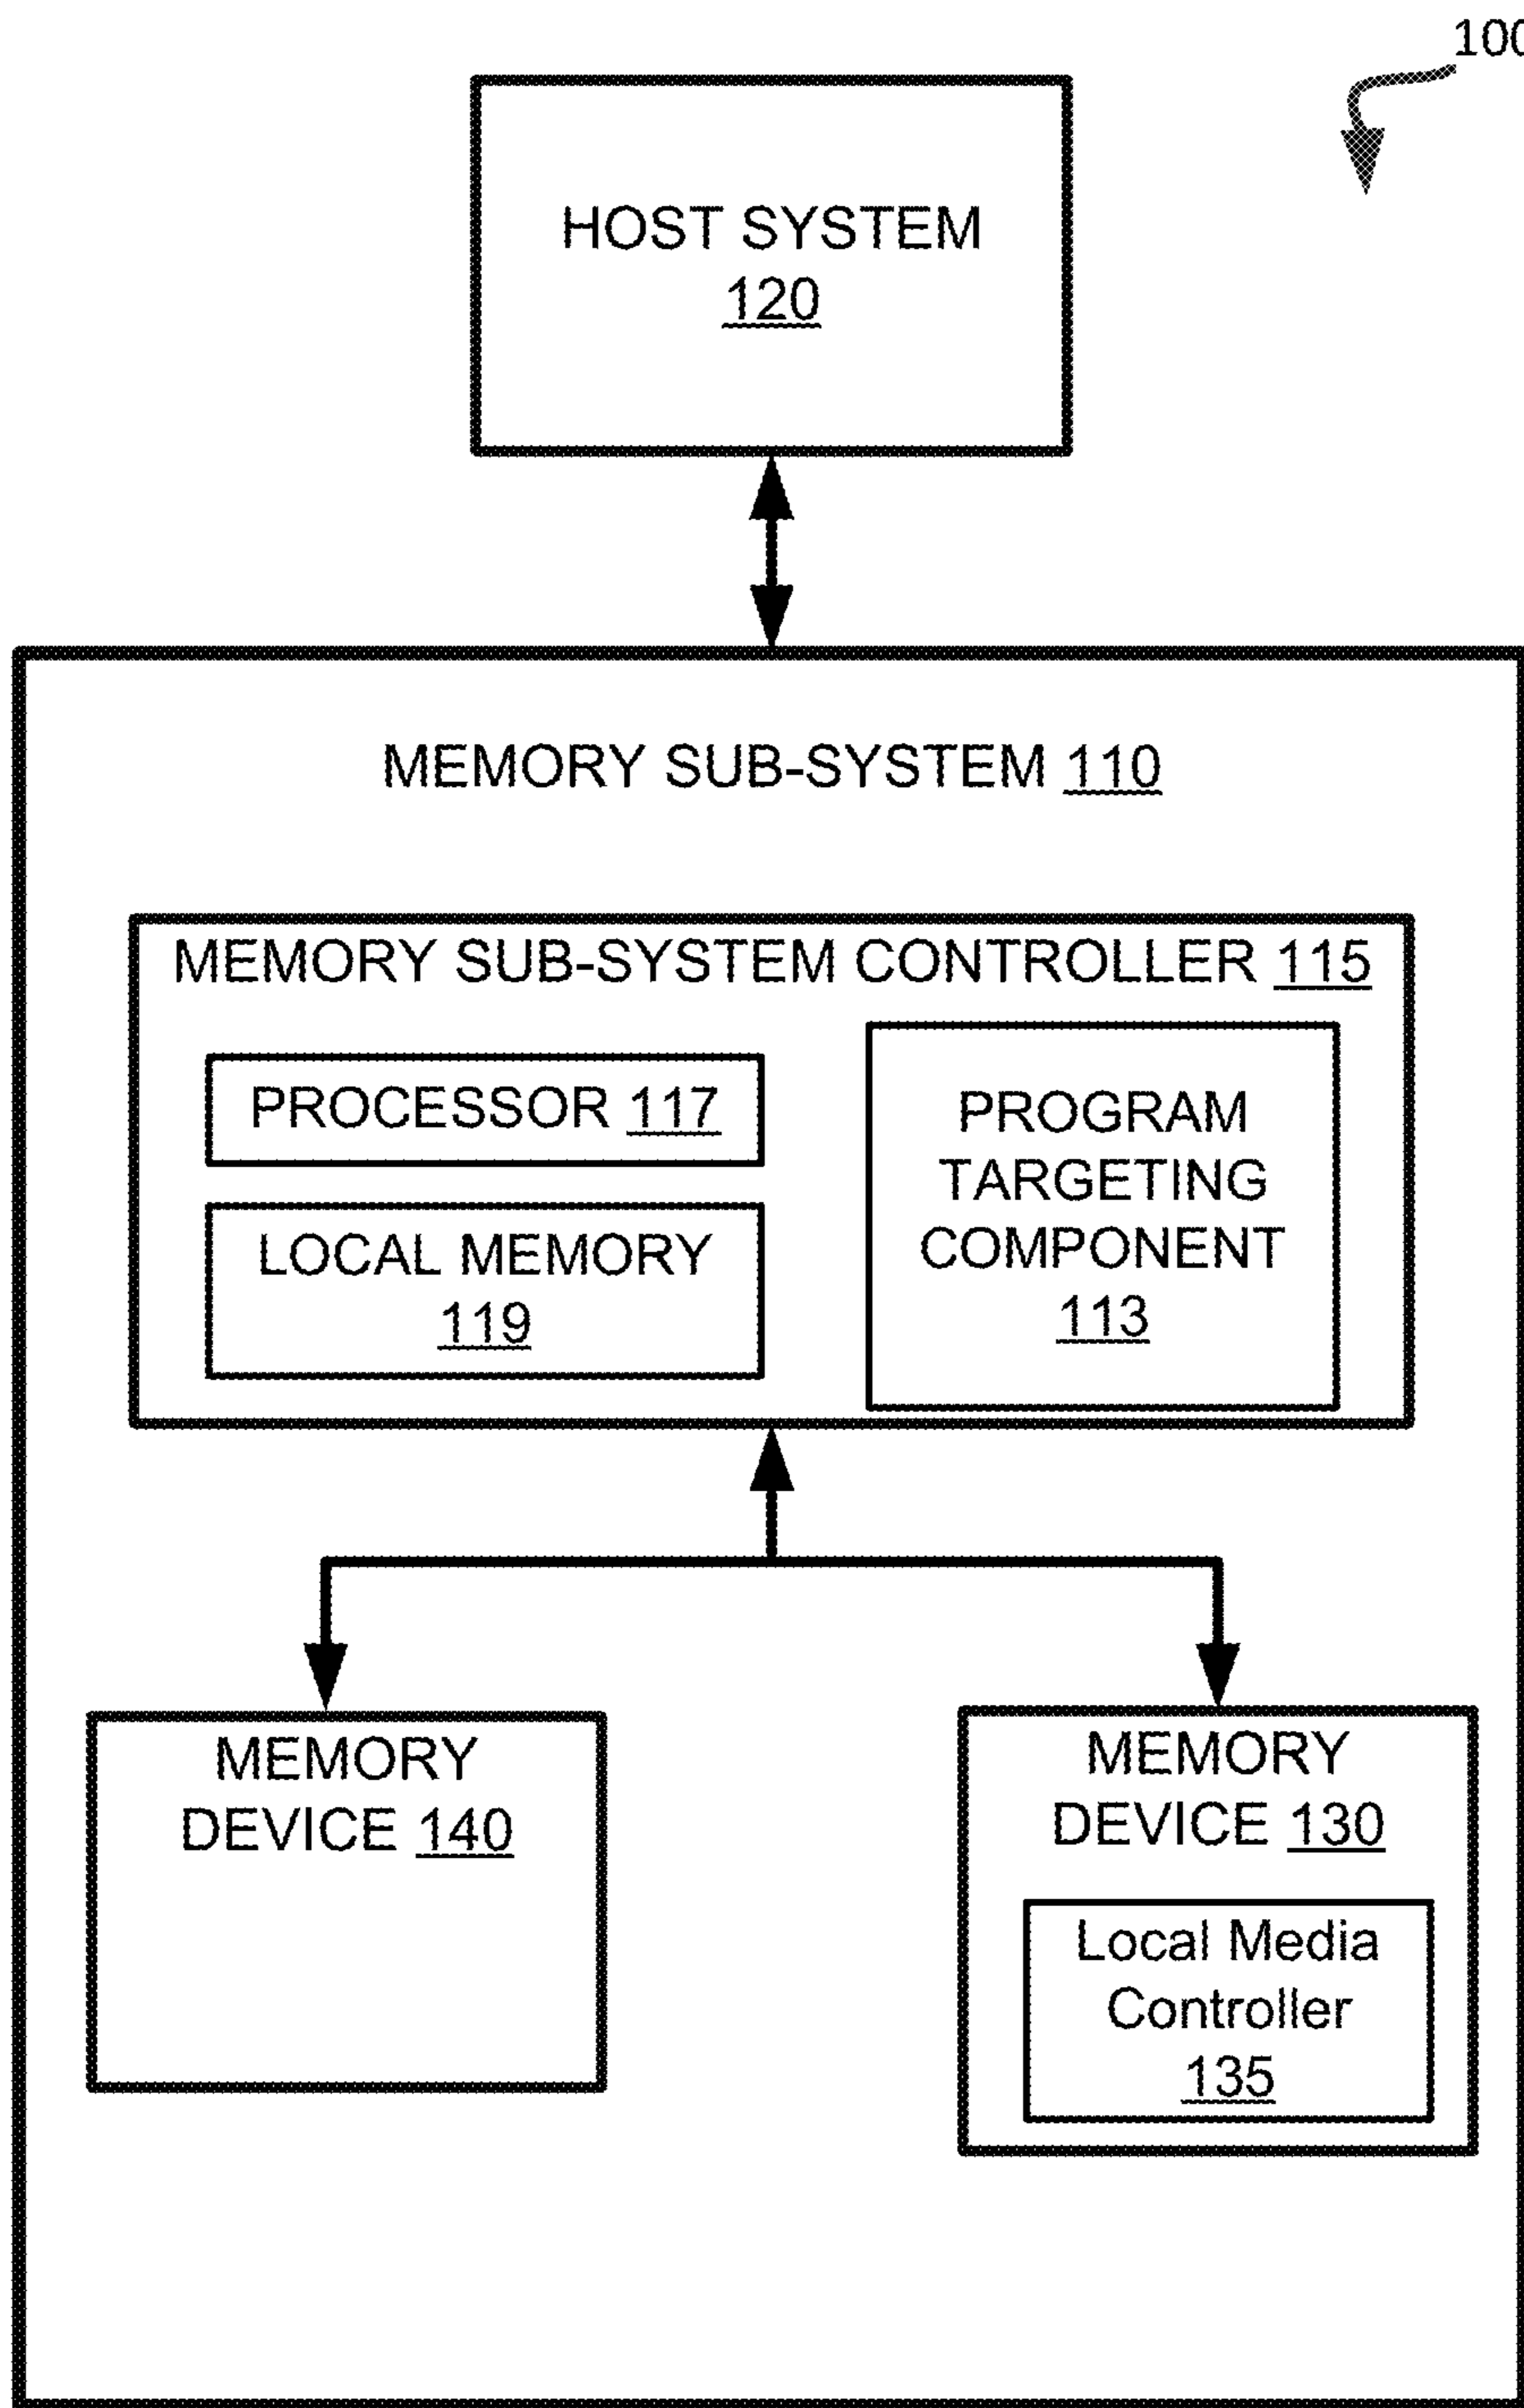 100
HOST SYSTEM
120
MEMORY SUB-SYSTEM 110
MEMORY SUB-SYSTEM CONTROLLER 115
PROCESSOR 117
LOCAL MEMORY
119
PROGRAM
TARGETING
COMPONENT
113
MEMORY
DEVICE 140
MEMORY
DEVICE 130
Local Media
Controller
135